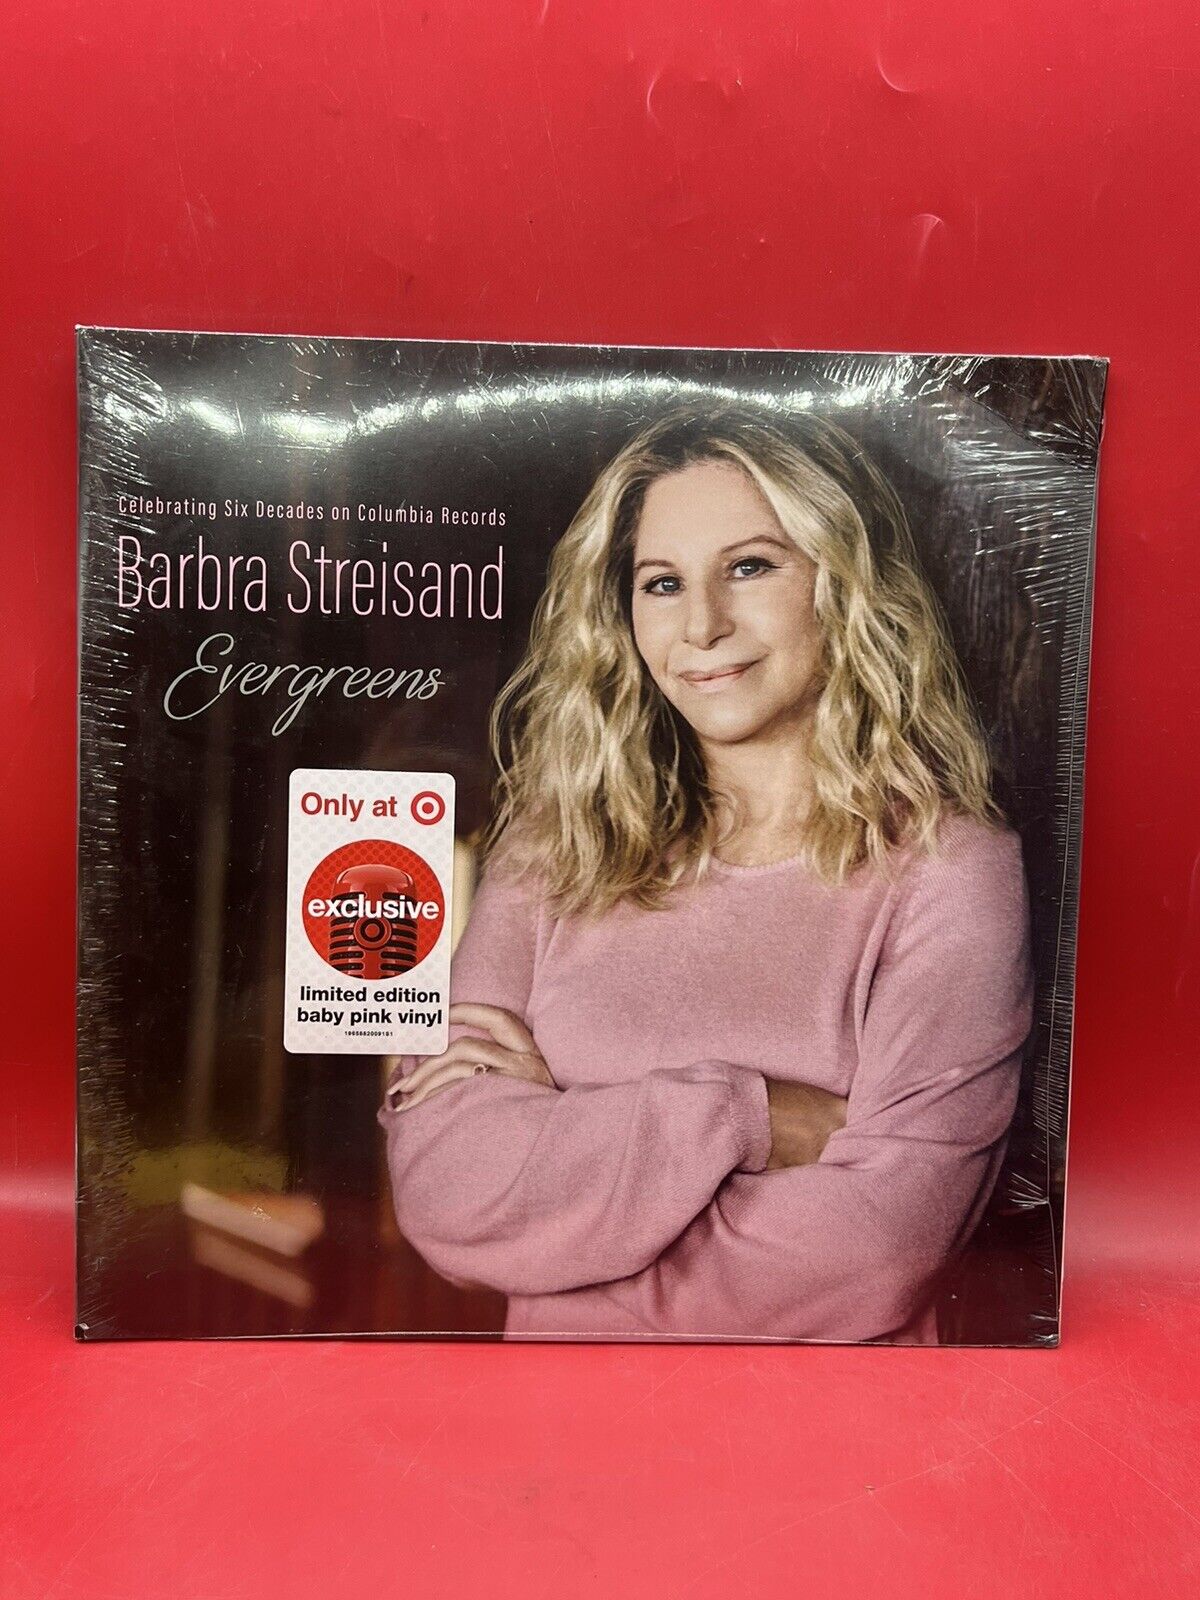 Celebrating Six Decades on Columbia Records
Barbra Streisand
Evergreens
Only at
exclusive
limited edition
baby pink vinyl